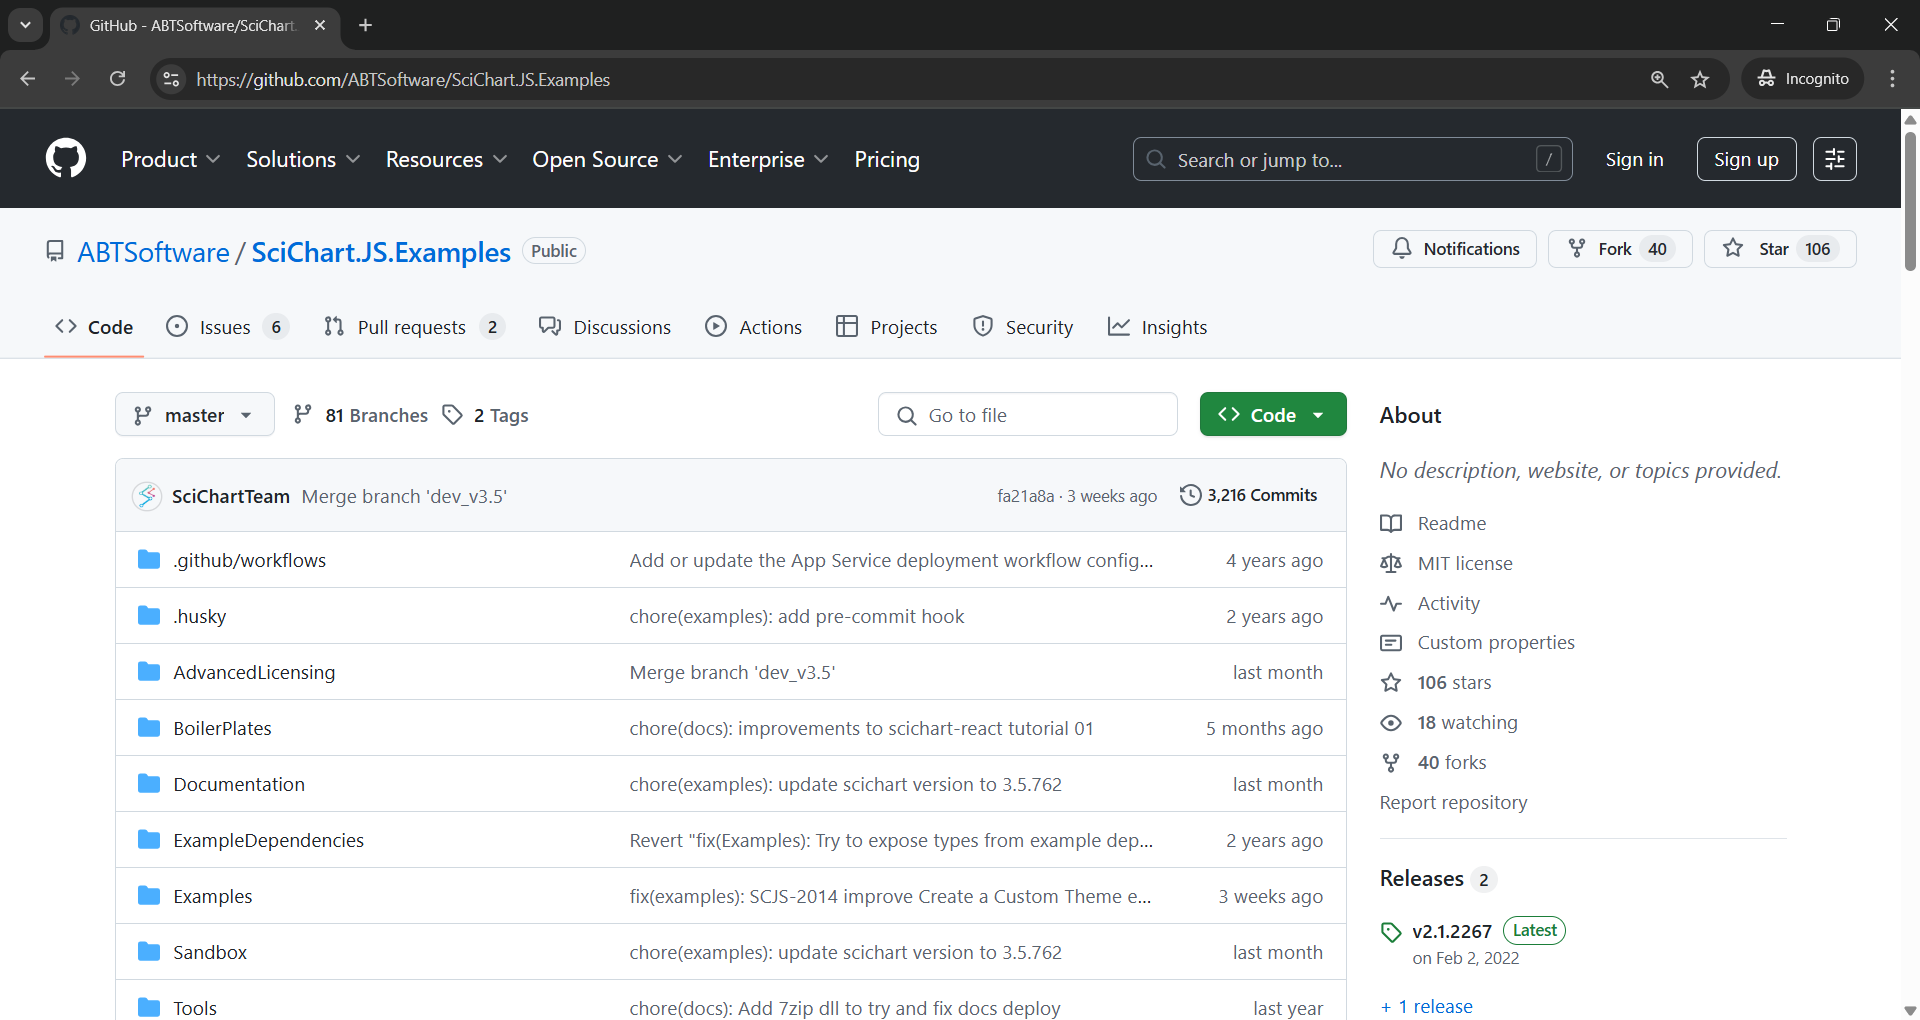 GitHub - ABTSoftware/SciChart.
https://github.com/ABTSoftware/SciChart.JS.Examples
Incognito
Product
Solutions
Resources
Open Source
Enterprise
Pricing
Search or jump to...
/
Sign in
Sign up
ABTSoftware / SciChart.JS.Examples
Public
Notifications
Fork 40
Star 106
Code
Issues 6
Pull requests 2
Discussions
Actions
Projects
Security
Insights
master
81 Branches
2 Tags
Go to file
Code
SciChartTeam Merge branch 'dev_v3.5' fa21a8a · 3 weeks ago 3,216 Commits
.github/workflows Add or update the App Service deployment workflow config... 4 years ago
.husky chore(examples): add pre-commit hook 2 years ago
AdvancedLicensing Merge branch 'dev_v3.5' last month
BoilerPlates chore(docs): improvements to scichart-react tutorial 01 5 months ago
Documentation chore(examples): update scichart version to 3.5.762 last month
ExampleDependencies Revert "fix(Examples): Try to expose types from example dep... 2 years ago
Examples fix(examples): SCJS-2014 improve Create a Custom Theme e... 3 weeks ago
Sandbox chore(examples): update scichart version to 3.5.762 last month
Tools chore(docs): Add 7zip dll to try and fix docs deploy last year
About
No description, website, or topics provided.
Readme
MIT license
Activity
Custom properties
106 stars
18 watching
40 forks
Report repository
Releases 2
v2.1.2267 Latest
on Feb 2, 2022
+ 1 release